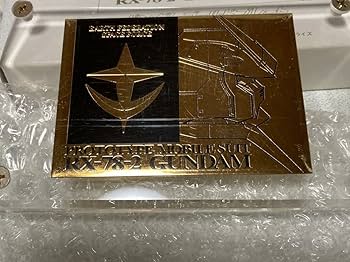 RX-78-2
EARTH FEDERATION
SPACE FORCE
PROTOTYPE MOBILE SUIT
RX-78-2 GUNDAM